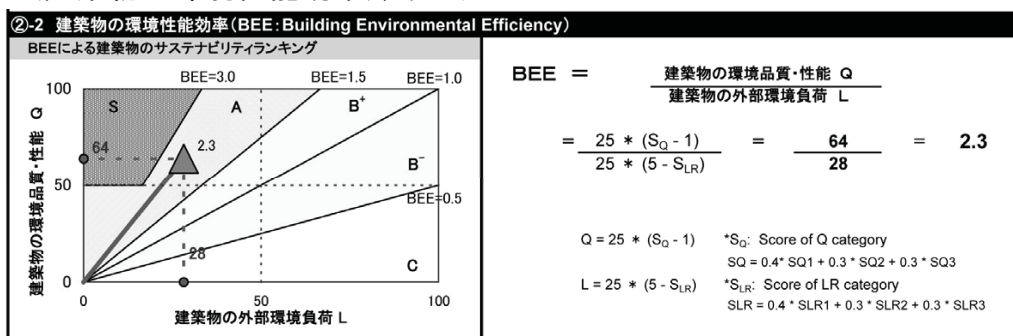 ②-2 建築物の環境性能効率(BEE:Building Environmental Efficiency)
BEEによる建築物のサステナビリティランキング
建築物の環境品質・性能 Q
100
50
0
BEE=3.0
BEE=1.5
BEE=1.0
S
A
B+
64
2.3
B-
BEE=0.5
28
C
0
50
100
建築物の外部環境負荷 L
BEE = 建築物の環境品質・性能 Q
建築物の外部環境負荷 L
= 25 * (SQ - 1) = 64 = 2.3
25 * (5 - SLR) 28
Q = 25 * (SQ - 1) *SQ: Score of Q category
SQ = 0.4* SQ1 + 0.3 * SQ2 + 0.3 * SQ3
L = 25 * (5 - SLR) *SLR: Score of LR category
SLR = 0.4 * SLR1 + 0.3 * SLR2 + 0.3 * SLR3